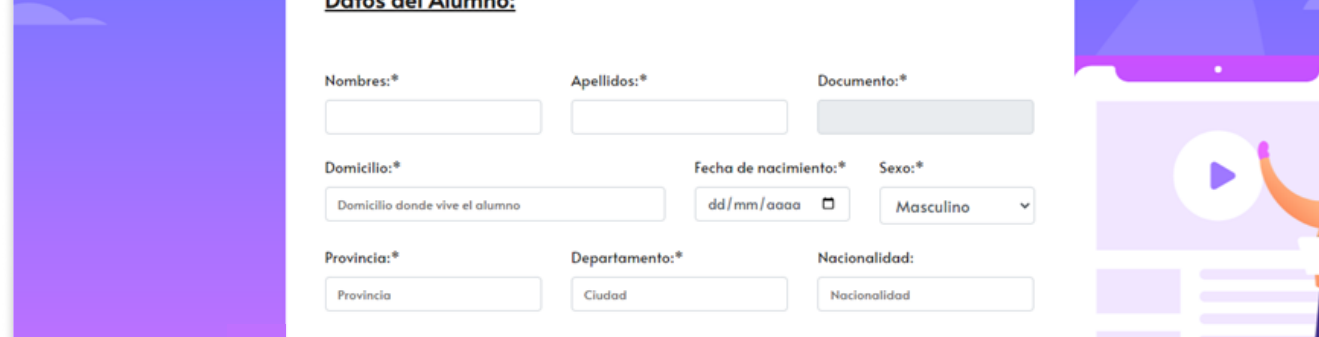 Datos del Alumno:
Nombres:* Apellidos:* Documento:*
Domicilio:* Fecha de nacimiento:* Sexo:*
Domicilio donde vive el alumno dd/mm/aaaa Masculino
Provincia:* Departamento:* Nacionalidad:
Provincia Ciudad Nacionalidad